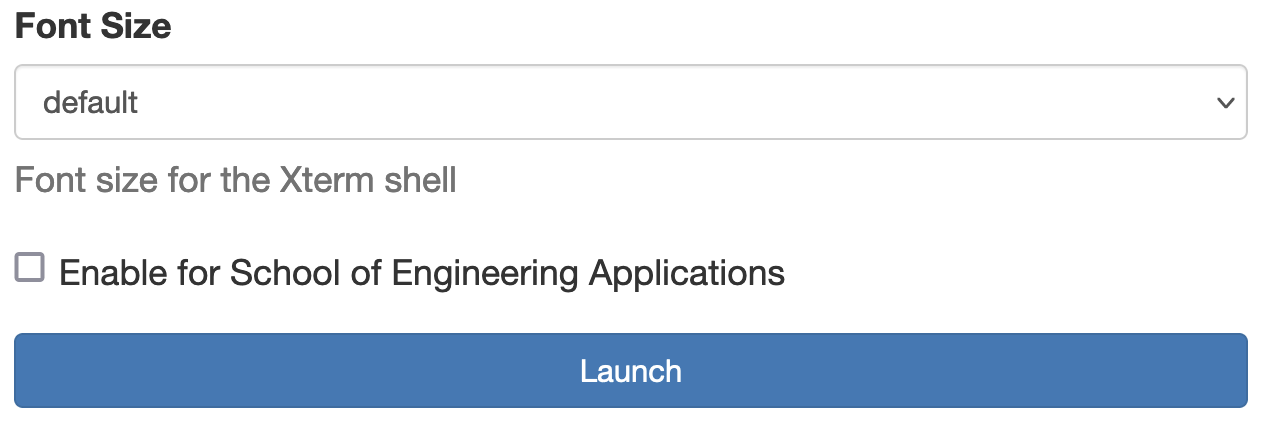 Font Size
default
Font size for the Xterm shell
Enable for School of Engineering Applications
Launch